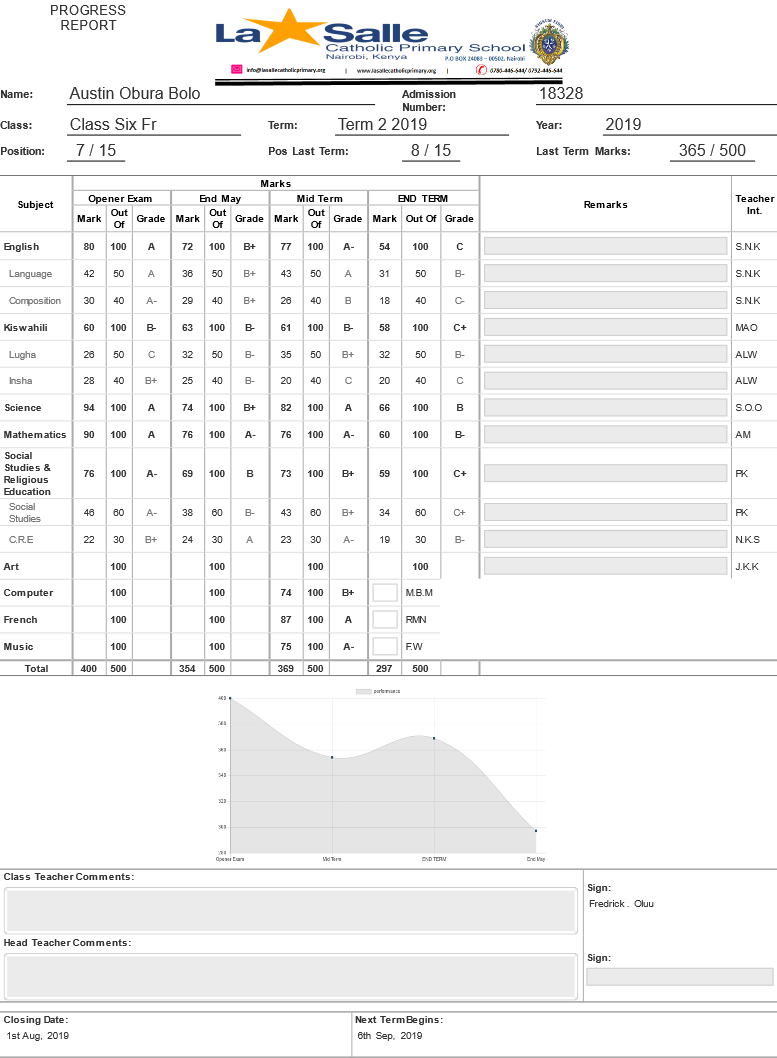 PROGRESS
REPORT
La Salle
Catholic Primary School
Nairobi, Kenya
P.O BOX 24083 – 00502, Nairobi
info@lasallecatholicprimary.org | www.lasallecatholicprimary.org | 0780-446-644/ 0732-446-644
Name: Austin Obura Bolo Admission Number: 18328
Class: Class Six Fr Term: Term 2 2019 Year: 2019
Position: 7 / 15 Pos Last Term: 8 / 15 Last Term Marks: 365 / 500
Marks
Subject Opener Exam End May Mid Term END TERM Remarks Teacher Int.
Mark Out Of Grade Mark Out Of Grade Mark Out Of Grade Mark Out Of Grade
English 80 100 A 72 100 B+ 77 100 A- 54 100 C S.N.K
Language 42 50 A 36 50 B+ 43 50 A 31 50 B- S.N.K
Composition 30 40 A- 29 40 B+ 26 40 B 18 40 C- S.N.K
Kiswahili 60 100 B- 63 100 B- 61 100 B- 58 100 C+ MAO
Lugha 26 50 C 32 50 B- 35 50 B+ 32 50 B- ALW
Insha 28 40 B+ 25 40 B- 20 40 C 20 40 C ALW
Science 94 100 A 74 100 B+ 82 100 A 66 100 B S.O.O
Mathematics 90 100 A 76 100 A- 76 100 A- 60 100 B- AM
Social
Studies &
Religious
Education 76 100 A- 69 100 B 73 100 B+ 59 100 C+ PK
Social
Studies 46 60 A- 38 60 B- 43 60 B+ 34 60 C+ PK
C.R.E 22 30 B+ 24 30 A 23 30 A- 19 30 B- N.K.S
Art 100 100 100 100 J.K.K
Computer 100 100 74 100 B+ M.B.M
French 100 100 87 100 A RMN
Music 100 100 75 100 A- F.W
Total 400 500 354 500 369 500 297 500
performance
400
380
360
340
320
300
280
Opener Exam Mid Term END TERM End May
Class Teacher Comments:
Sign:
Fredrick . Oluu
Head Teacher Comments:
Sign:
Closing Date: Next Term Begins:
1st Aug, 2019 6th Sep, 2019